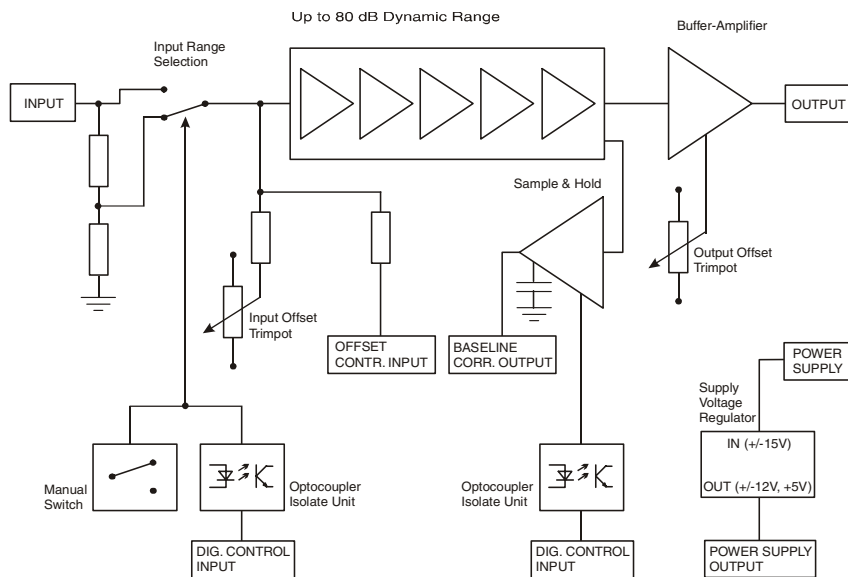 Up to 80 dB Dynamic Range
Buffer-Amplifier
Input Range
Selection
INPUT
OUTPUT
Sample & Hold
Output Offset
Trimpot
Input Offset
Trimpot
OFFSET
CONTR. INPUT
BASELINE
CORR. OUTPUT
POWER
SUPPLY
Supply
Voltage
Regulator
IN (+/-15V)
OUT (+/-12V, +5V)
Manual
Switch
Optocoupler
Isolate Unit
Optocoupler
Isolate Unit
DIG. CONTROL
INPUT
DIG. CONTROL
INPUT
POWER SUPPLY
OUTPUT